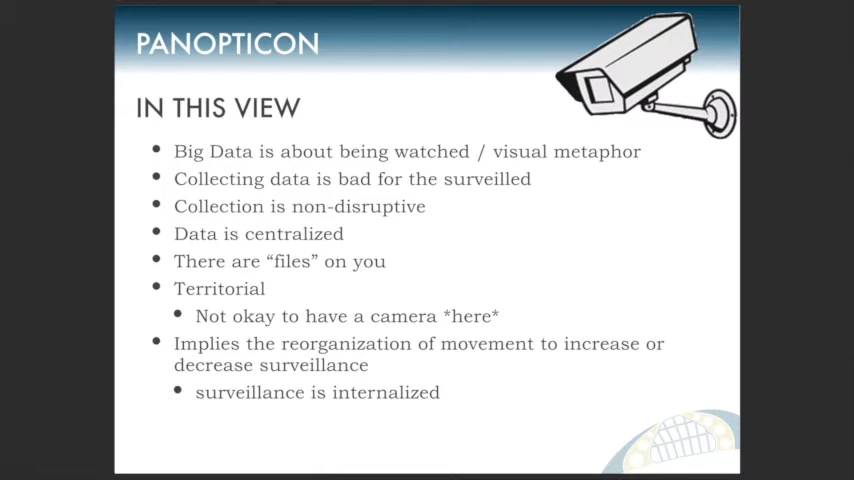 PANOPTICON
IN THIS VIEW
• Big Data is about being watched / visual metaphor
• Collecting data is bad for the surveilled
• Collection is non-disruptive
• Data is centralized
• There are “files” on you
• Territorial
• Not okay to have a camera *here*
• Implies the reorganization of movement to increase or
decrease surveillance
• surveillance is internalized